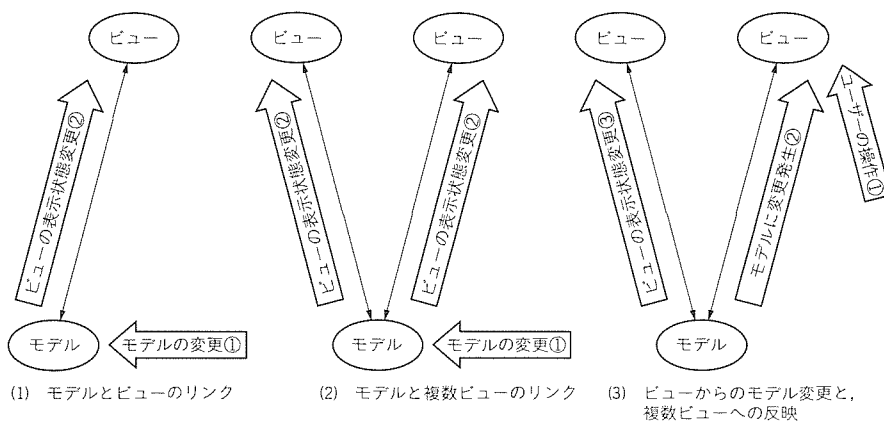 ビュー
ビューの表示状態変更②
モデル
モデルの変更①
(1) モデルとビューのリンク
ビュー
ビュー
ビューの表示状態変更②
ビューの表示状態変更②
モデル
モデルの変更①
(2) モデルと複数ビューのリンク
ビュー
ビュー
ビューの表示状態変更③
モデルに変更発生②
ユーザーの操作①
モデル
(3) ビューからのモデル変更と,
複数ビューへの反映